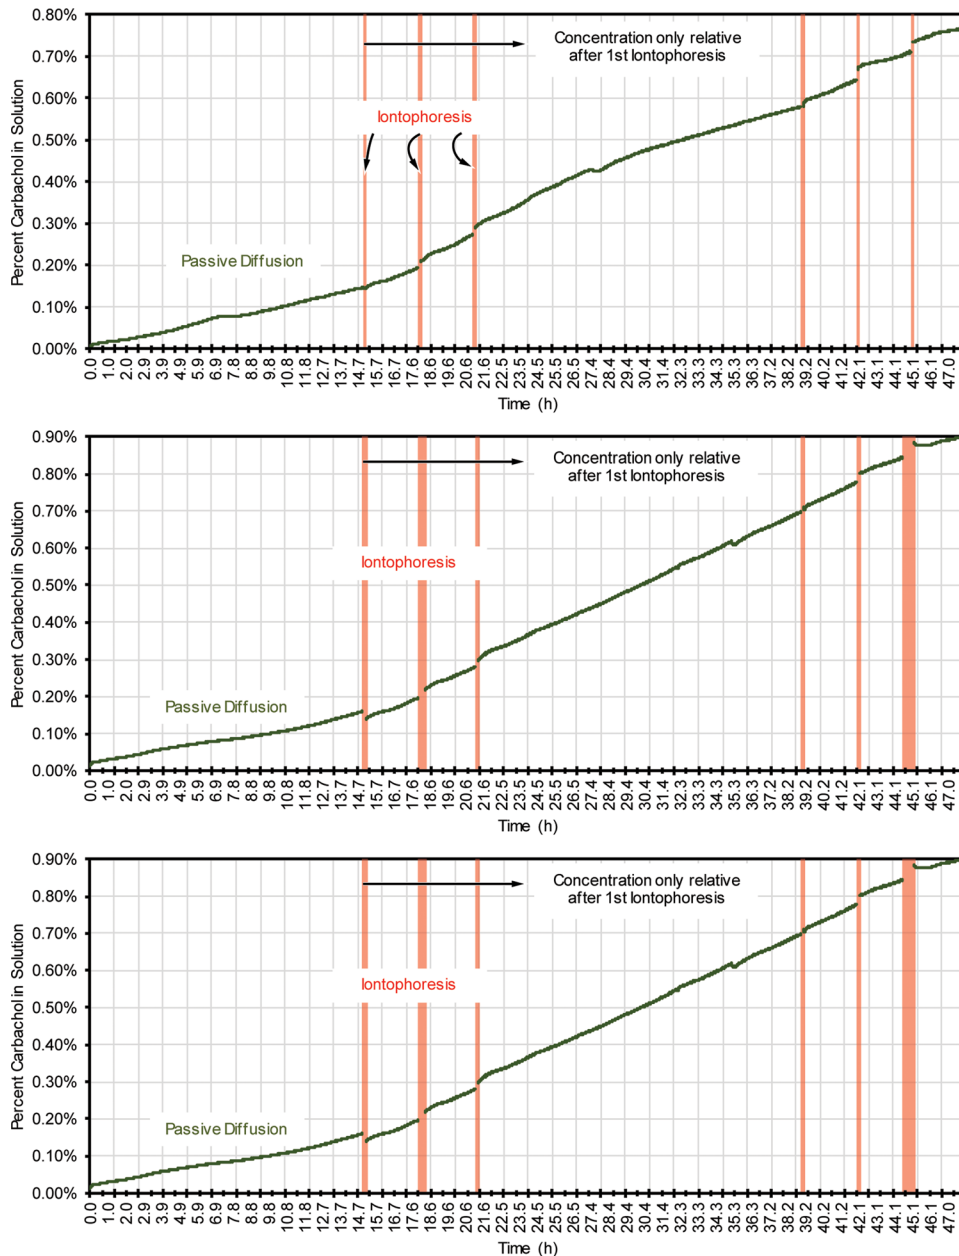 0.80%
0.70%
0.60%
0.50%
0.40%
0.30%
0.20%
0.10%
0.00%
Percent Carbacholin Solution
Concentration only relative
after 1st Iontophoresis
Iontophoresis
Passive Diffusion
0.0 1.0 2.0 2.9 3.9 4.9 5.9 6.9 7.8 8.8 9.8 10.8 11.8 12.7 13.7 14.7 15.7 16.7 17.6 18.6 19.6 20.6 21.6 22.5 23.5 24.5 25.5 26.5 27.4 28.4 29.4 30.4 31.4 32.3 33.3 34.3 35.3 36.3 37.2 38.2 39.2 40.2 41.2 42.1 43.1 44.1 45.1 46.1 47.0
Time (h)
0.90%
0.80%
0.70%
0.60%
0.50%
0.40%
0.30%
0.20%
0.10%
0.00%
Percent Carbacholin Solution
Concentration only relative
after 1st Iontophoresis
Iontophoresis
Passive Diffusion
0.0 1.0 2.0 2.9 3.9 4.9 5.9 6.9 7.8 8.8 9.8 10.8 11.8 12.7 13.7 14.7 15.7 16.7 17.6 18.6 19.6 20.6 21.6 22.5 23.5 24.5 25.5 26.5 27.4 28.4 29.4 30.4 31.4 32.3 33.3 34.3 35.3 36.3 37.2 38.2 39.2 40.2 41.2 42.1 43.1 44.1 45.1 46.1 47.0
Time (h)
0.90%
0.80%
0.70%
0.60%
0.50%
0.40%
0.30%
0.20%
0.10%
0.00%
Percent Carbacholin Solution
Concentration only relative
after 1st Iontophoresis
Iontophoresis
Passive Diffusion
0.0 1.0 2.0 2.9 3.9 4.9 5.9 6.9 7.8 8.8 9.8 10.8 11.8 12.7 13.7 14.7 15.7 16.7 17.6 18.6 19.6 20.6 21.6 22.5 23.5 24.5 25.5 26.5 27.4 28.4 29.4 30.4 31.4 32.3 33.3 34.3 35.3 36.3 37.2 38.2 39.2 40.2 41.2 42.1 43.1 44.1 45.1 46.1 47.0
Time (h)